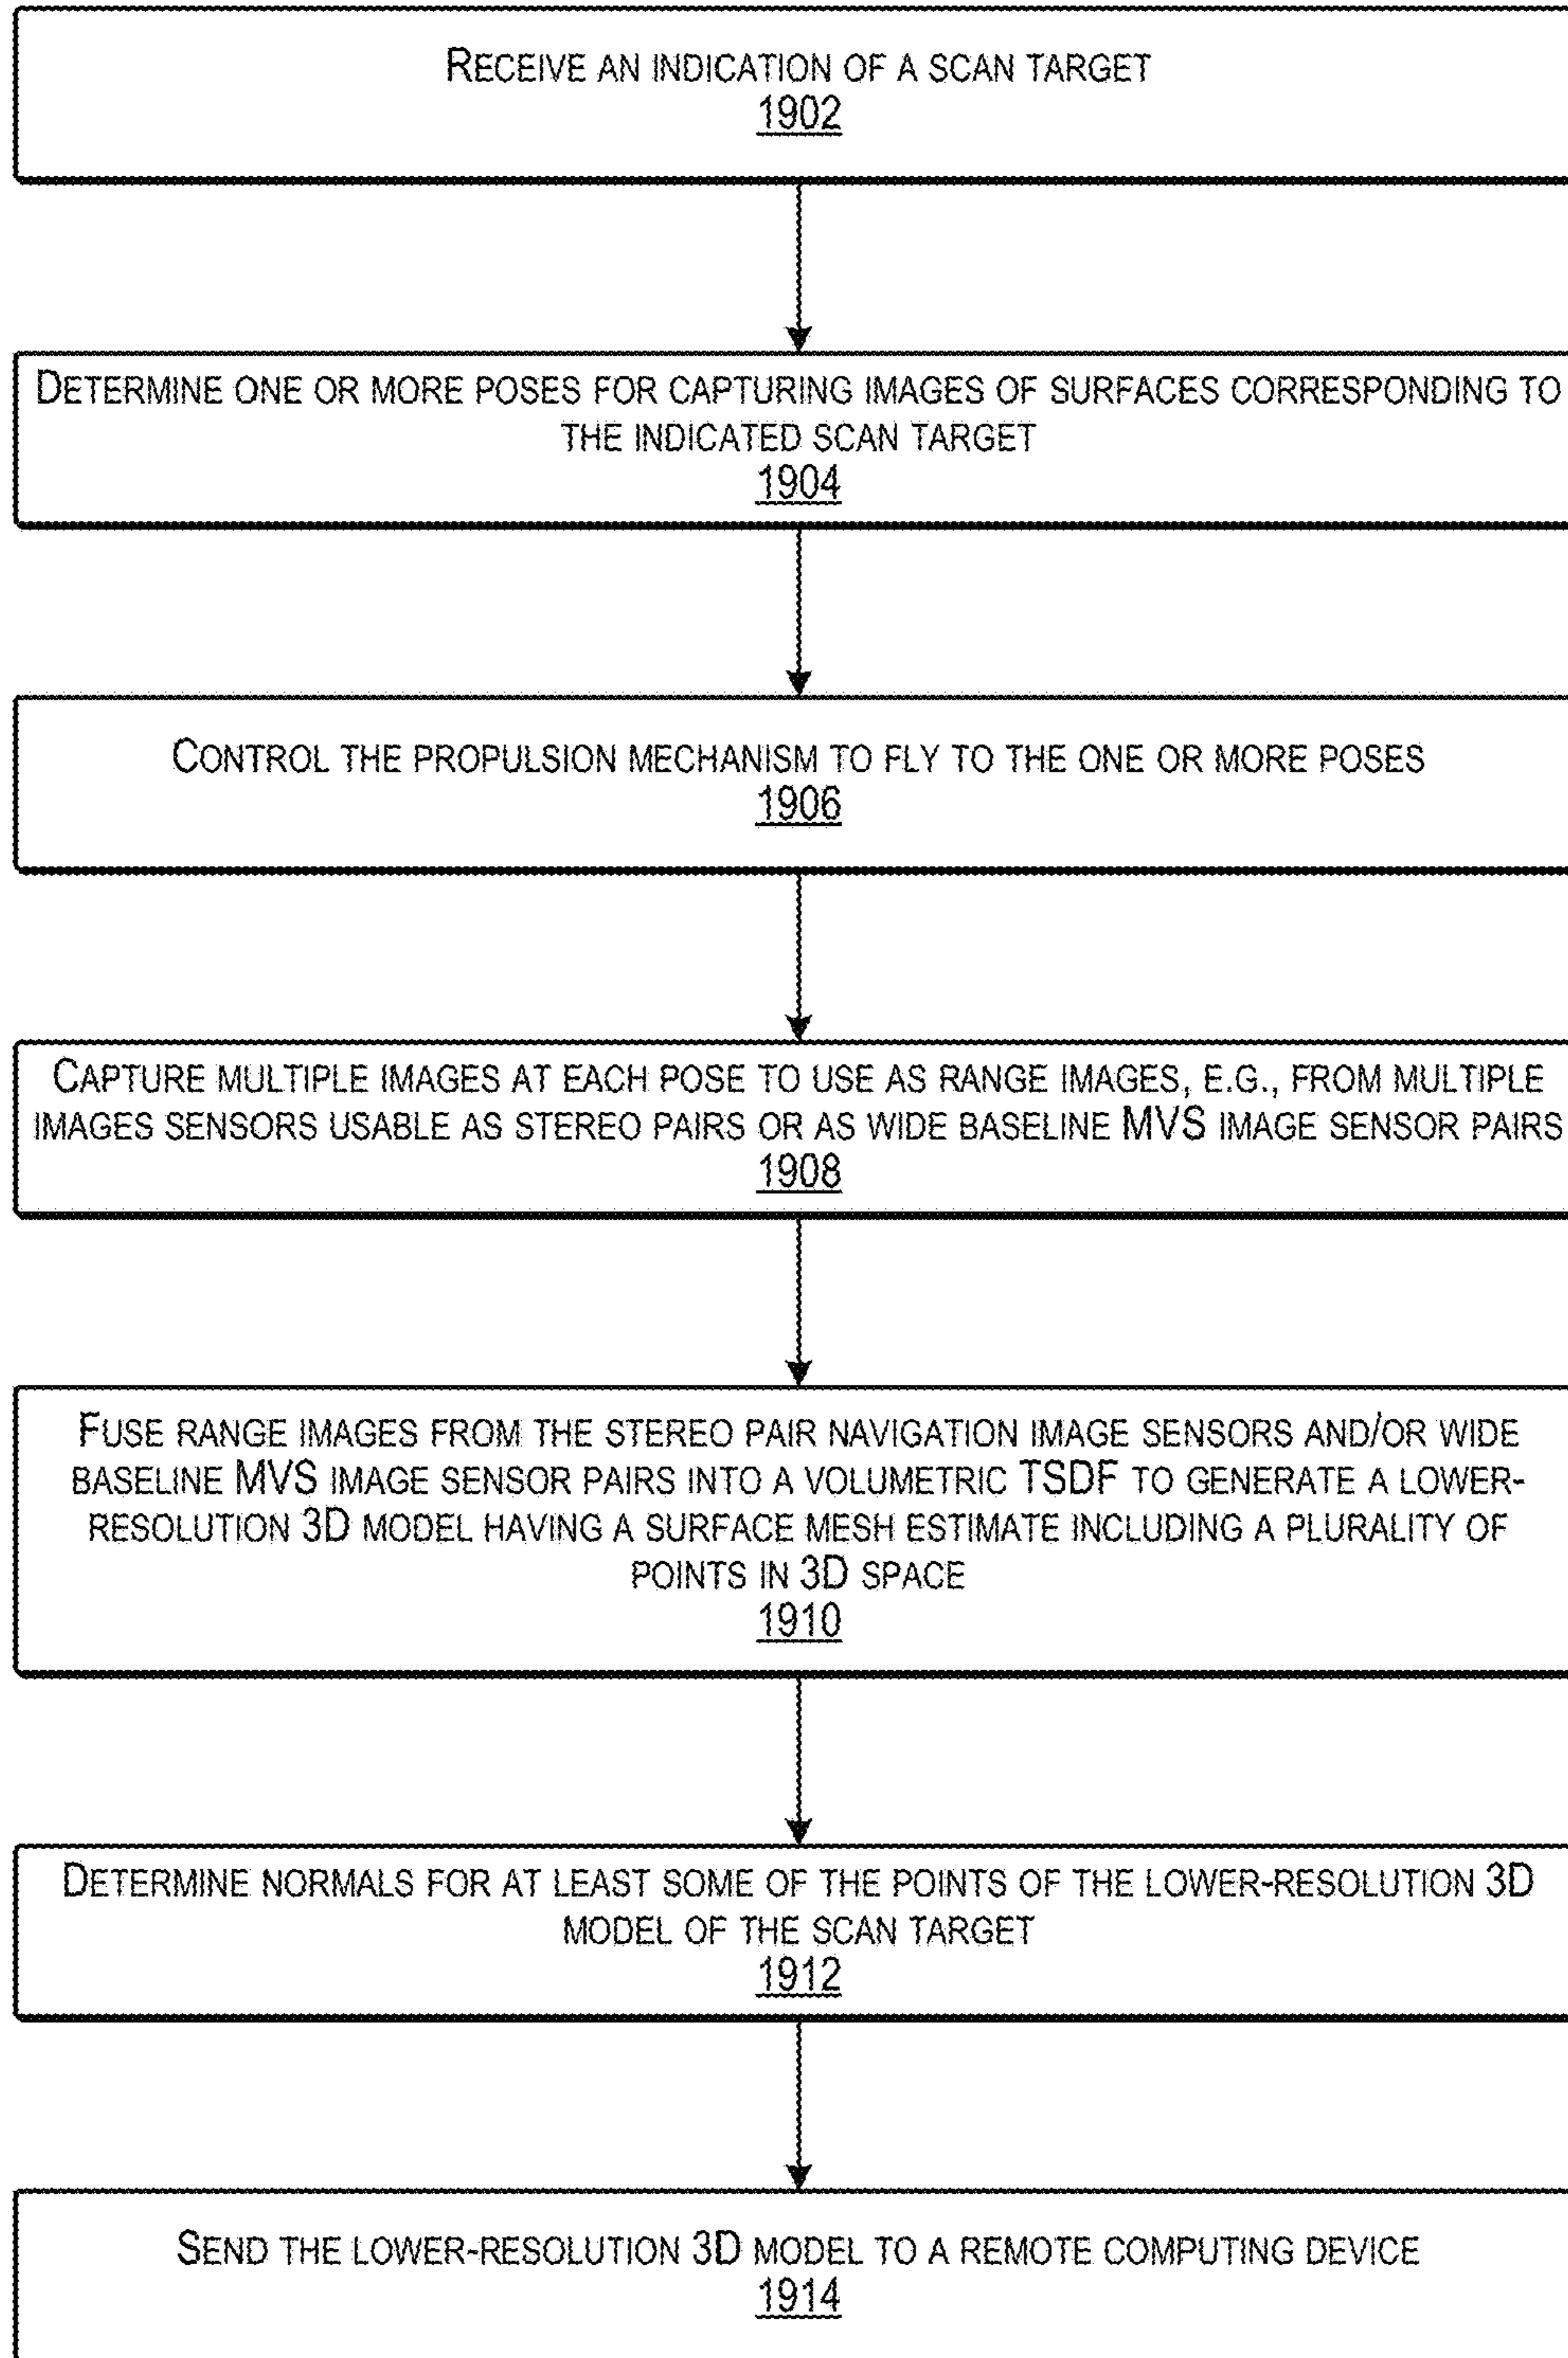 RECEIVE AN INDICATION OF A SCAN TARGET
1902
DETERMINE ONE OR MORE POSES FOR CAPTURING IMAGES OF SURFACES CORRESPONDING TO
THE INDICATED SCAN TARGET
1904
CONTROL THE PROPULSION MECHANISM TO FLY TO THE ONE OR MORE POSES
1906
CAPTURE MULTIPLE IMAGES AT EACH POSE TO USE AS RANGE IMAGES, E.G., FROM MULTIPLE
IMAGES SENSORS USABLE AS STEREO PAIRS OR AS WIDE BASELINE MVS IMAGE SENSOR PAIRS
1908
FUSE RANGE IMAGES FROM THE STEREO PAIR NAVIGATION IMAGE SENSORS AND/OR WIDE
BASELINE MVS IMAGE SENSOR PAIRS INTO A VOLUMETRIC TSDF TO GENERATE A LOWER-
RESOLUTION 3D MODEL HAVING A SURFACE MESH ESTIMATE INCLUDING A PLURALITY OF
POINTS IN 3D SPACE
1910
DETERMINE NORMALS FOR AT LEAST SOME OF THE POINTS OF THE LOWER-RESOLUTION 3D
MODEL OF THE SCAN TARGET
1912
SEND THE LOWER-RESOLUTION 3D MODEL TO A REMOTE COMPUTING DEVICE
1914